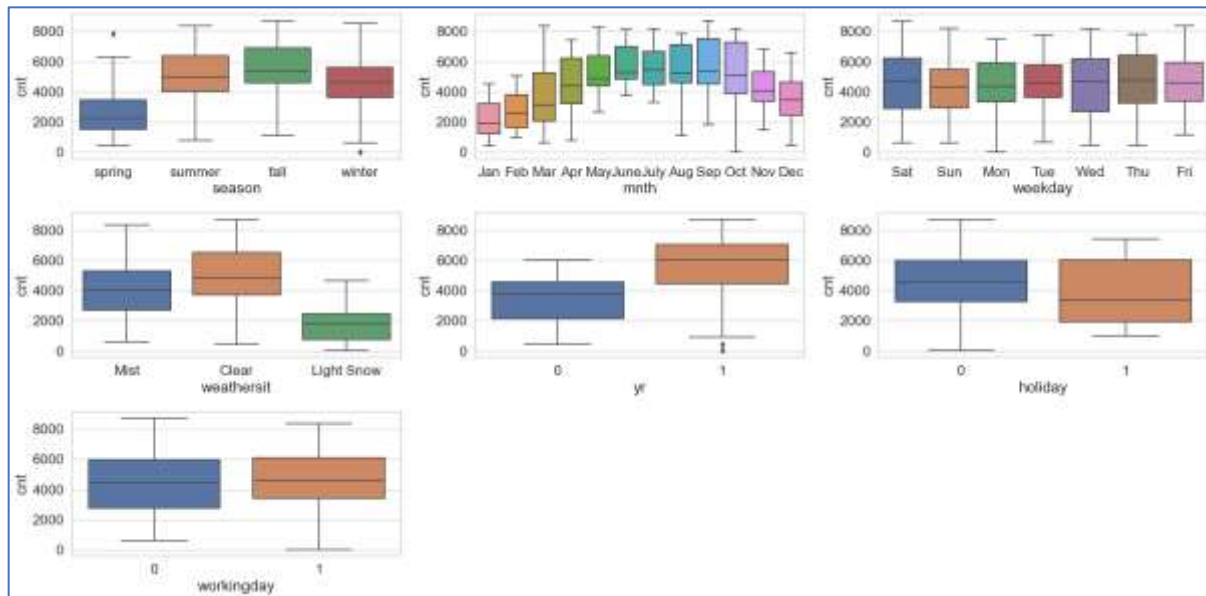 cnt
8000
6000
4000
2000
0
spring summer fall winter
season
cnt
8000
6000
4000
2000
0
Jan Feb Mar Apr May June July Aug Sep Oct Nov Dec
mnth
cnt
8000
6000
4000
2000
0
Sat Sun Mon Tue Wed Thu Fri
weekday
cnt
8000
6000
4000
2000
0
Mist Clear Light Snow
weathersit
cnt
8000
6000
4000
2000
0
0 1
yr
cnt
8000
6000
4000
2000
0
0 1
holiday
cnt
8000
6000
4000
2000
0
0 1
workingday